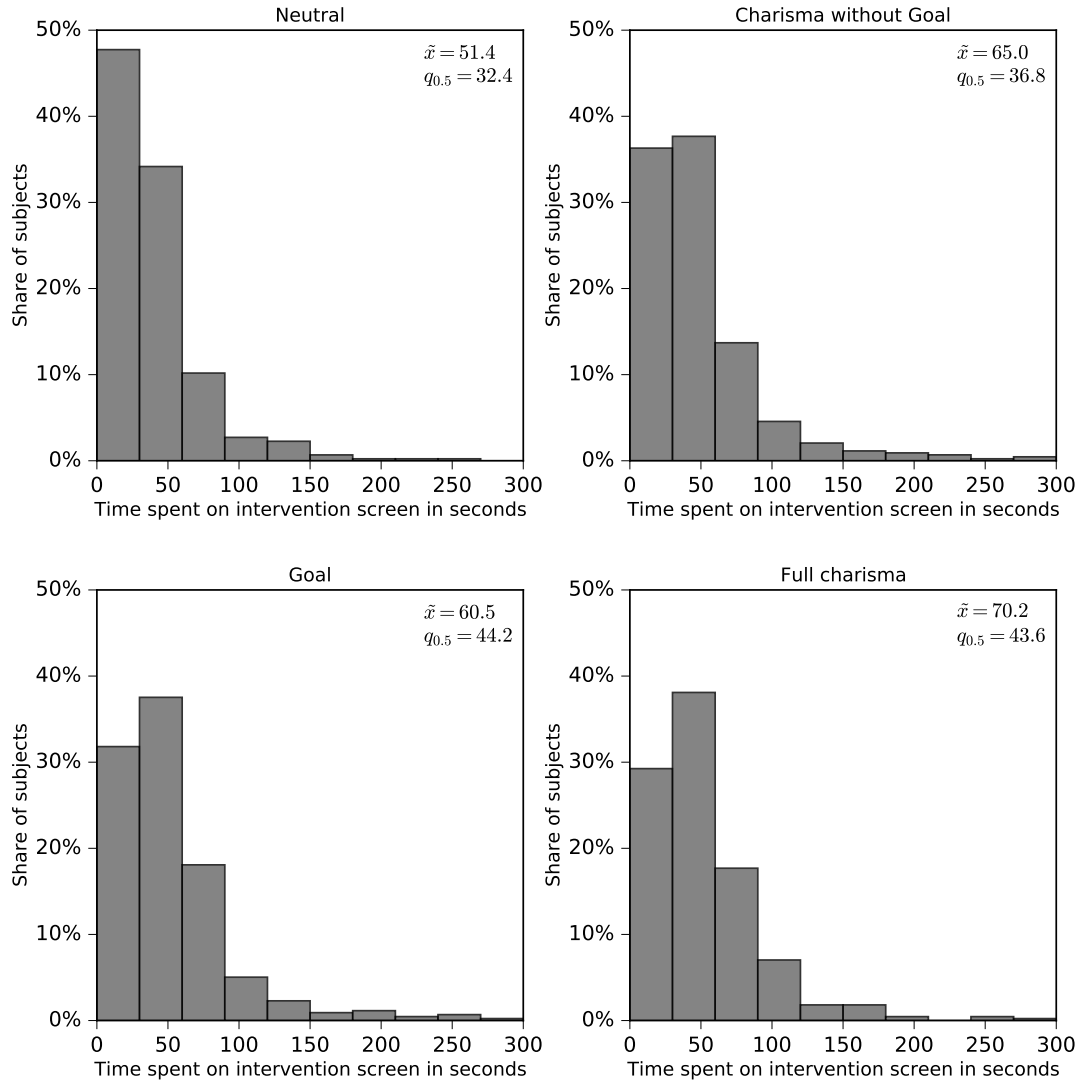 Neutral
50%
40%
30%
20%
10%
0%
Share of subjects
x̃ = 51.4
q0.5 = 32.4
0 50 100 150 200 250 300
Time spent on intervention screen in seconds
Charisma without Goal
50%
40%
30%
20%
10%
0%
Share of subjects
x̃ = 65.0
q0.5 = 36.8
0 50 100 150 200 250 300
Time spent on intervention screen in seconds
Goal
50%
40%
30%
20%
10%
0%
Share of subjects
x̃ = 60.5
q0.5 = 44.2
0 50 100 150 200 250 300
Time spent on intervention screen in seconds
Full charisma
50%
40%
30%
20%
10%
0%
Share of subjects
x̃ = 70.2
q0.5 = 43.6
0 50 100 150 200 250 300
Time spent on intervention screen in seconds